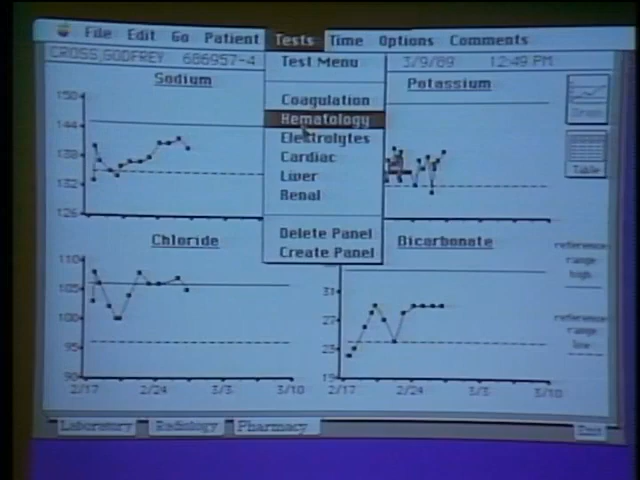 File Edit Go Patient Tests Time Options Comments
CROSS,GODFREY 686957-4 3/9/89 12:49 PM
Test Menu
Coagulation
Hematology
Electrolytes
Cardiac
Liver
Renal
Delete Panel
Create Panel
Sodium
150
144
138
132
126
Potassium
Table
Chloride
110
105
100
95
90
2/17 2/24 3/3 3/10
Bicarbonate
31
27
19
2/17 2/24 3/3 3/10
reference
range
high
reference
range
low
Laboratory Radiology Pharmacy